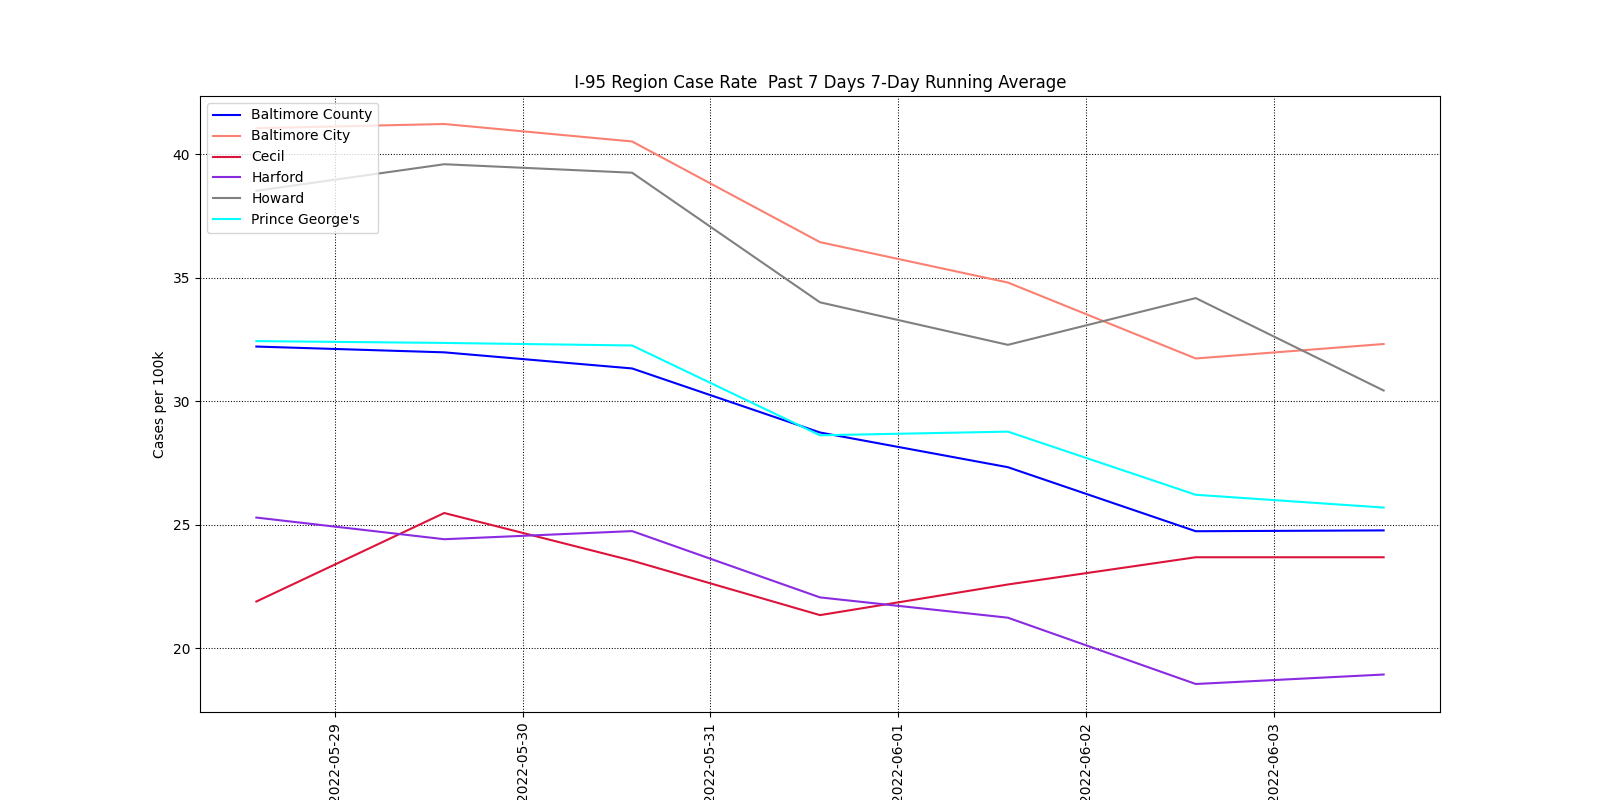 I-95 Region Case Rate  Past 7 Days 7-Day Running Average
Baltimore County
Baltimore City
Cecil
Harford
Howard
Prince George's
40
35
30
25
20
Cases per 100k
2022-05-29
2022-05-30
2022-05-31
2022-06-01
2022-06-02
2022-06-03